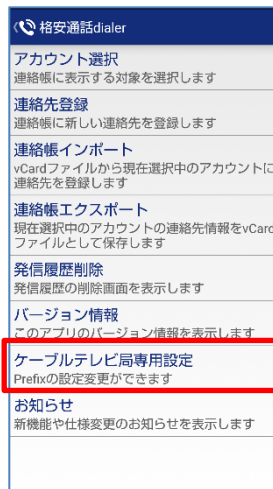 格安通話dialer
アカウント選択
連絡帳に表示する対象を選択します
連絡先登録
連絡帳に新しい連絡先を登録します
連絡帳インポート
vCardファイルから現在選択中のアカウントに
連絡先を登録します
連絡帳エクスポート
現在選択中のアカウントの連絡先情報をvCard
ファイルとして保存します
発信履歴削除
発信履歴の削除画面を表示します
バージョン情報
このアプリのバージョン情報を表示します
ケーブルテレビ局専用設定
Prefixの設定変更ができます
お知らせ
新機能や仕様変更のお知らせを表示します